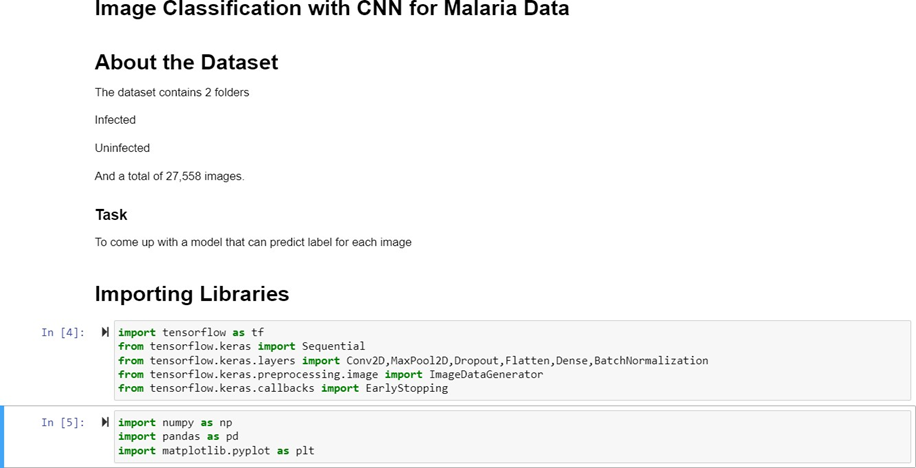 Image Classification with CNN for Malaria Data
About the Dataset
The dataset contains 2 folders
Infected
Uninfected
And a total of 27,558 images.
Task
To come up with a model that can predict label for each image
Importing Libraries
In [4]: import tensorflow as tf
from tensorflow.keras import Sequential
from tensorflow.keras.layers import Conv2D,MaxPool2D,Dropout,Flatten,Dense,BatchNormalization
from tensorflow.keras.preprocessing.image import ImageDataGenerator
from tensorflow.keras.callbacks import EarlyStopping
In [5]: import numpy as np
import pandas as pd
import matplotlib.pyplot as plt